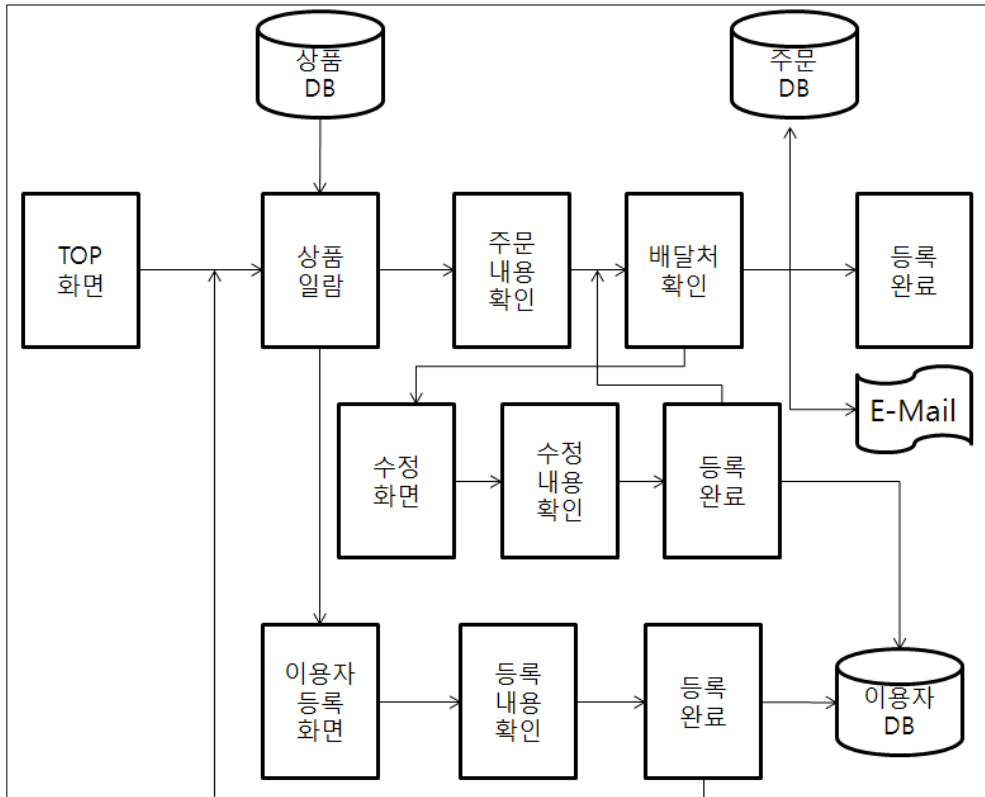 상품
DB
주문
DB
TOP
화면
상품
일람
주문
내용
확인
배달처
확인
등록
완료
E-Mail
수정
화면
수정
내용
확인
등록
완료
이용자
등록
화면
등록
내용
확인
등록
완료
이용자
DB